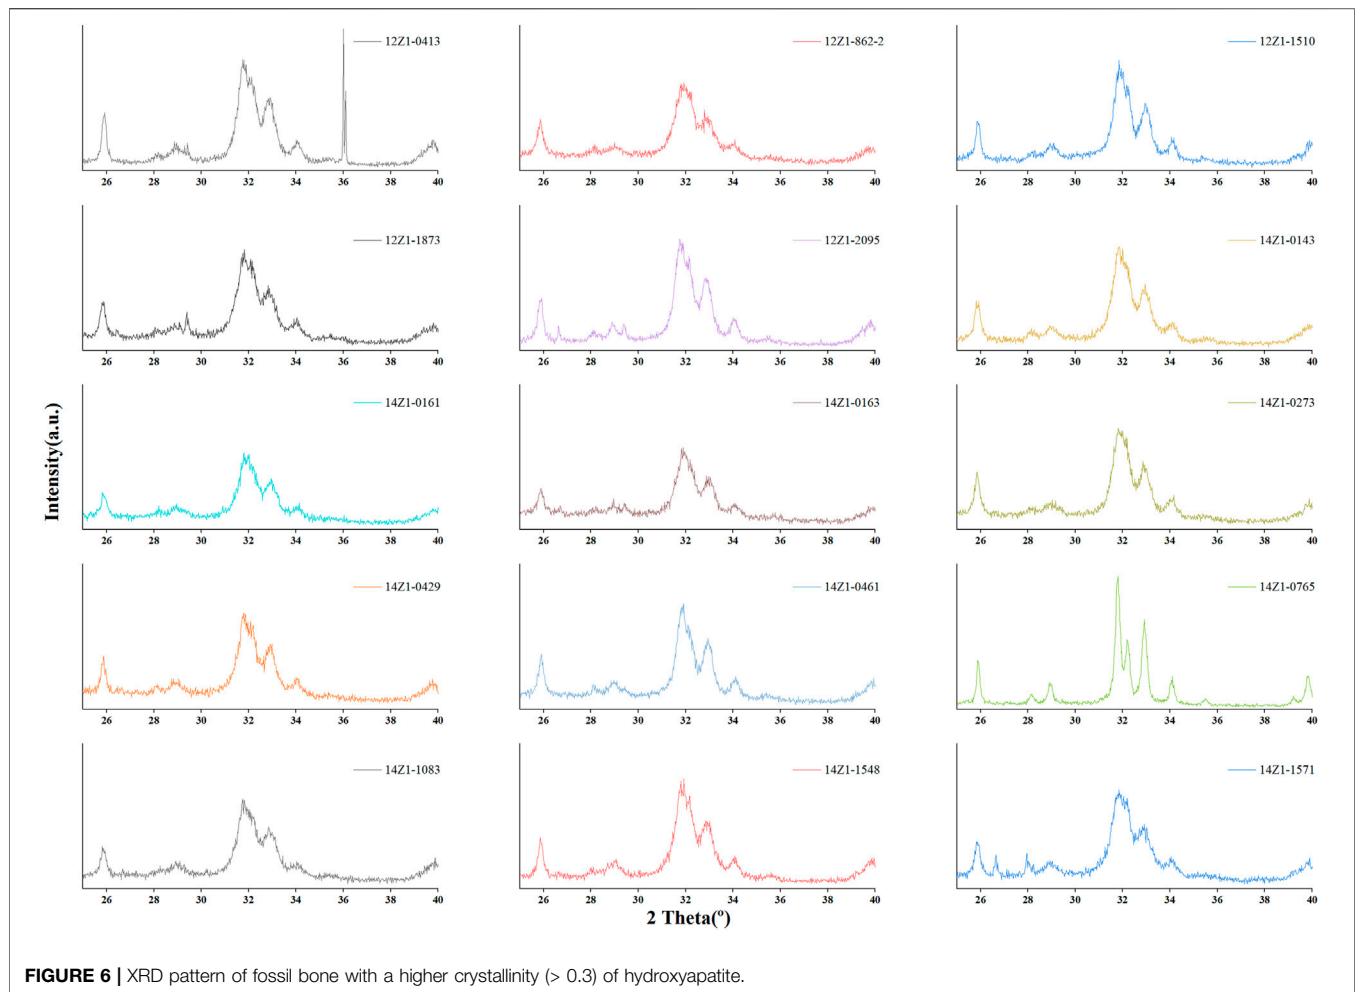 12Z1-0413
12Z1-862-2
12Z1-1510
26 28 30 32 34 36 38 40
26 28 30 32 34 36 38 40
26 28 30 32 34 36 38 40
12Z1-1873
12Z1-2095
14Z1-0143
26 28 30 32 34 36 38 40
26 28 30 32 34 36 38 40
26 28 30 32 34 36 38 40
14Z1-0161
14Z1-0163
14Z1-0273
Intensity(a.u.)
26 28 30 32 34 36 38 40
26 28 30 32 34 36 38 40
26 28 30 32 34 36 38 40
14Z1-0429
14Z1-0461
14Z1-0765
26 28 30 32 34 36 38 40
26 28 30 32 34 36 38 40
26 28 30 32 34 36 38 40
14Z1-1083
14Z1-1548
14Z1-1571
26 28 30 32 34 36 38 40
26 28 30 32 34 36 38 40
26 28 30 32 34 36 38 40
2 Theta(º)
FIGURE 6 | XRD pattern of fossil bone with a higher crystallinity (> 0.3) of hydroxyapatite.